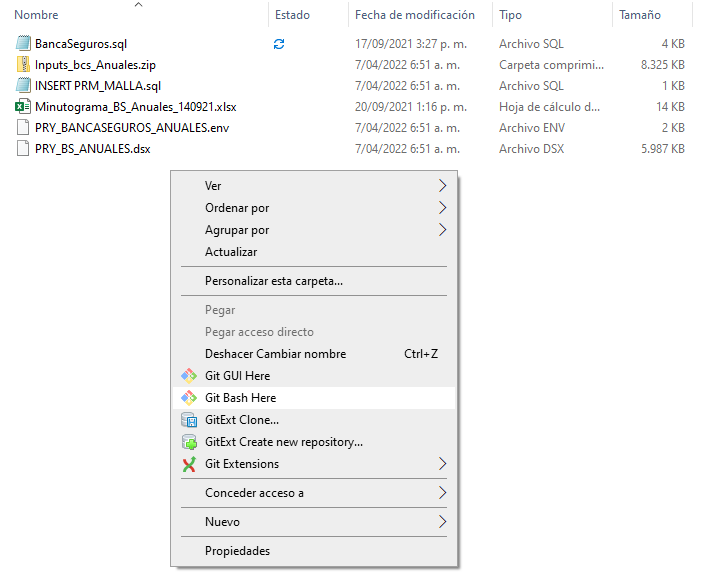 Nombre Estado Fecha de modificación Tipo Tamaño
BancaSeguros.sql 17/09/2021 3:27 p. m. Archivo SQL 4 KB
Inputs_bcs_Anuales.zip 7/04/2022 6:51 a. m. Carpeta comprimi... 8.325 KB
INSERT PRM_MALLA.sql 7/04/2022 6:51 a. m. Archivo SQL 1 KB
Minutograma_BS_Anuales_140921.xlsx 20/09/2021 1:16 p. m. Hoja de cálculo d... 14 KB
PRY_BANCASEGUROS_ANUALES.env 7/04/2022 6:51 a. m. Archivo ENV 2 KB
PRY_BS_ANUALES.dsx 7/04/2022 6:51 a. m. Archivo DSX 5.987 KB
Ver
Ordenar por
Agrupar por
Actualizar
Personalizar esta carpeta...
Pegar
Pegar acceso directo
Deshacer Cambiar nombre Ctrl+Z
Git GUI Here
Git Bash Here
GitExt Clone...
GitExt Create new repository...
Git Extensions
Conceder acceso a
Nuevo
Propiedades